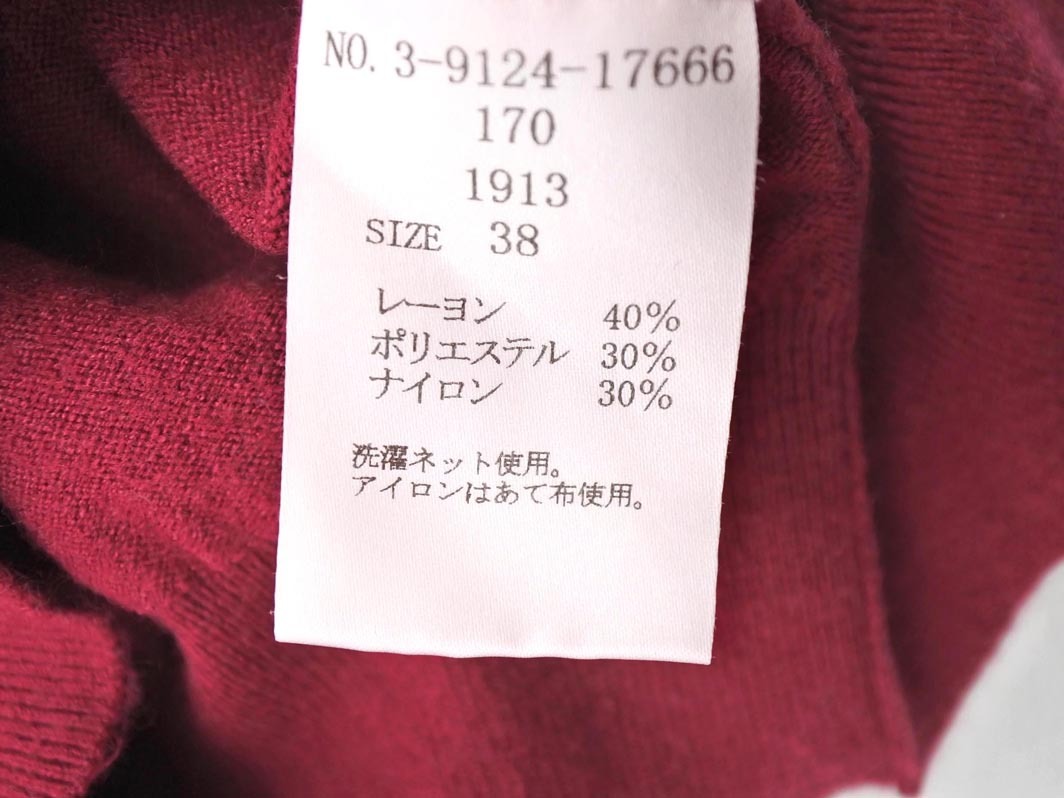 NO. 3-9124-17666
170
1913
SIZE 38
レーヨン 40%
ポリエステル 30%
ナイロン 30%
洗濯ネット使用。
アイロンはあて布使用。